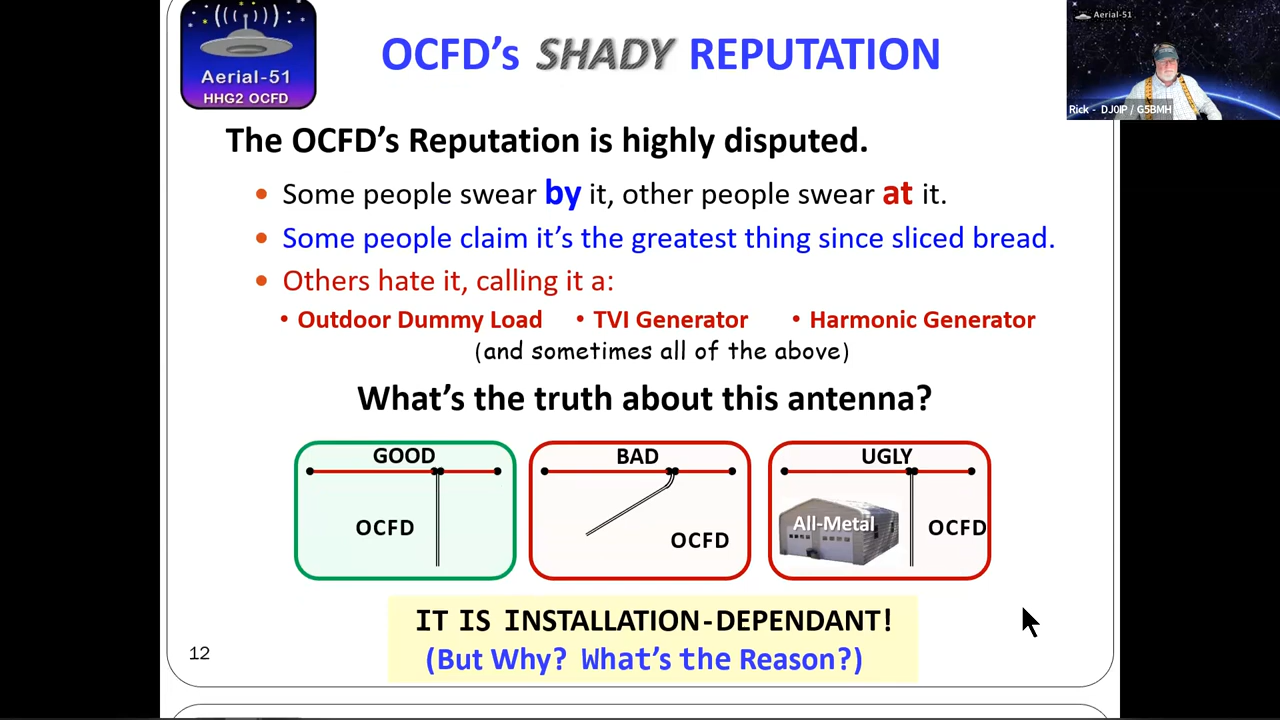 Aerial-51
HHG2 OCFD
OCFD's SHADY REPUTATION
Aerial-51
Rick - DJ0IP / G5BMH
The OCFD's Reputation is highly disputed.
• Some people swear by it, other people swear at it.
• Some people claim it's the greatest thing since sliced bread.
• Others hate it, calling it a:
• Outdoor Dummy Load • TVI Generator • Harmonic Generator
(and sometimes all of the above)
What's the truth about this antenna?
GOOD
OCFD
BAD
OCFD
UGLY
All-Metal
OCFD
IT IS INSTALLATION-DEPENDANT!
(But Why? What's the Reason?)
12